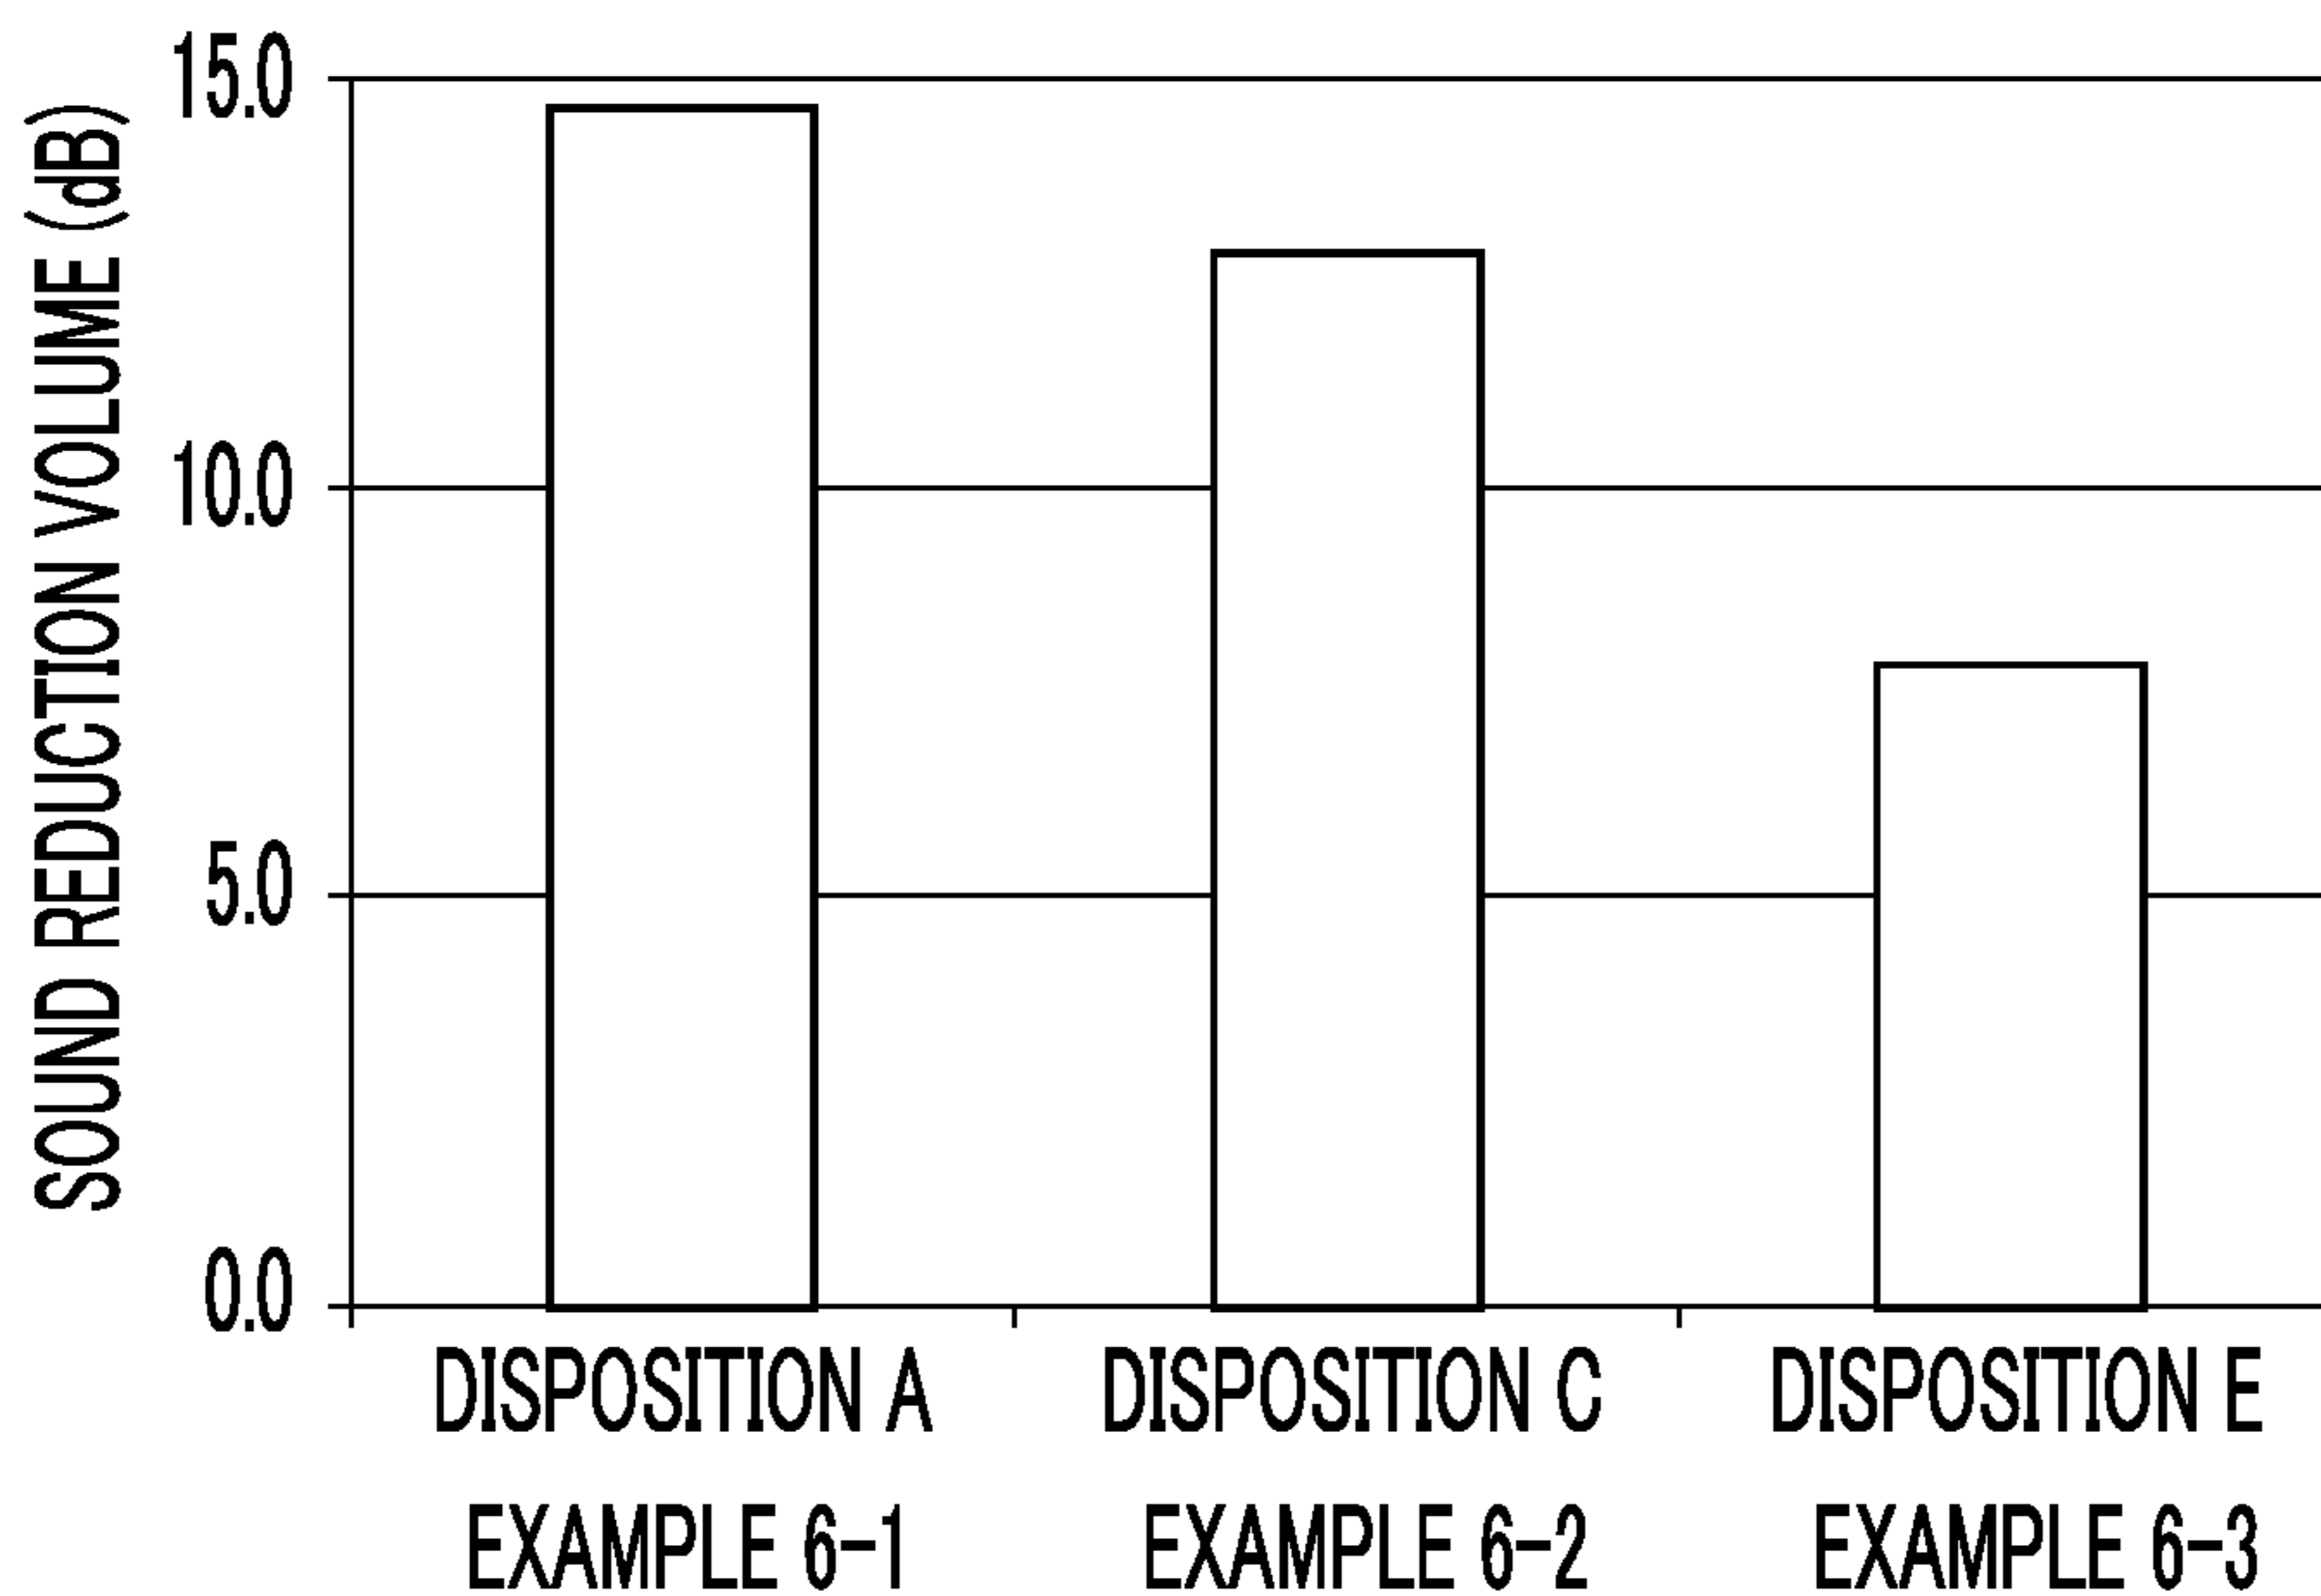 SOUND REDUCTION VOLUME (dB)
15.0
10.0
5.0
0.0
DISPOSITION A
EXAMPLE 6-1
DISPOSITION C
EXAMPLE 6-2
DISPOSITION E
EXAMPLE 6-3